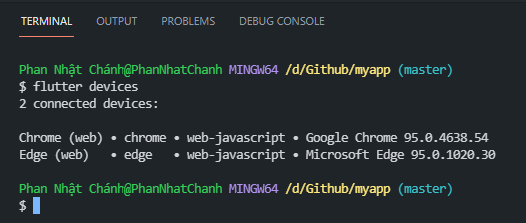 TERMINAL OUTPUT PROBLEMS DEBUG CONSOLE
Phan Nhật Chánh@PhanNhatChanh MINGW64 /d/Github/myapp (master)
$ flutter devices
2 connected devices:
Chrome (web) • chrome • web-javascript • Google Chrome 95.0.4638.54
Edge (web)   • edge   • web-javascript • Microsoft Edge 95.0.1020.30
Phan Nhật Chánh@PhanNhatChanh MINGW64 /d/Github/myapp (master)
$